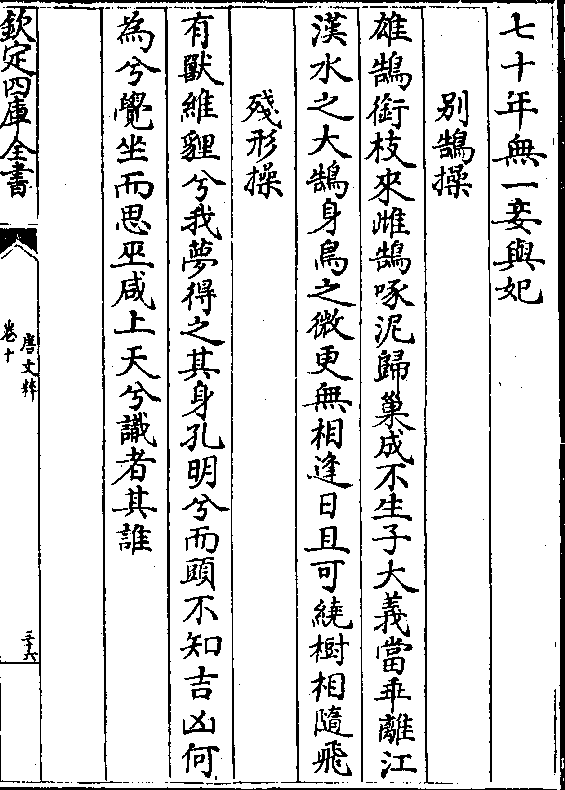 七十年無一妾與妃
別鵠操
雄鵠銜枝來雌鵠啄泥歸巢成不生子大義當乖離江
漢水之大鵠身鳥之微更無相逢日且可繞樹相隨飛
殘形操
有獸維貍兮我夢得之其身孔明兮而頭不知吉凶何
為兮覺坐而思巫咸上天兮識者其誰
欽定四庫全書
唐文粹
卷十
三十六